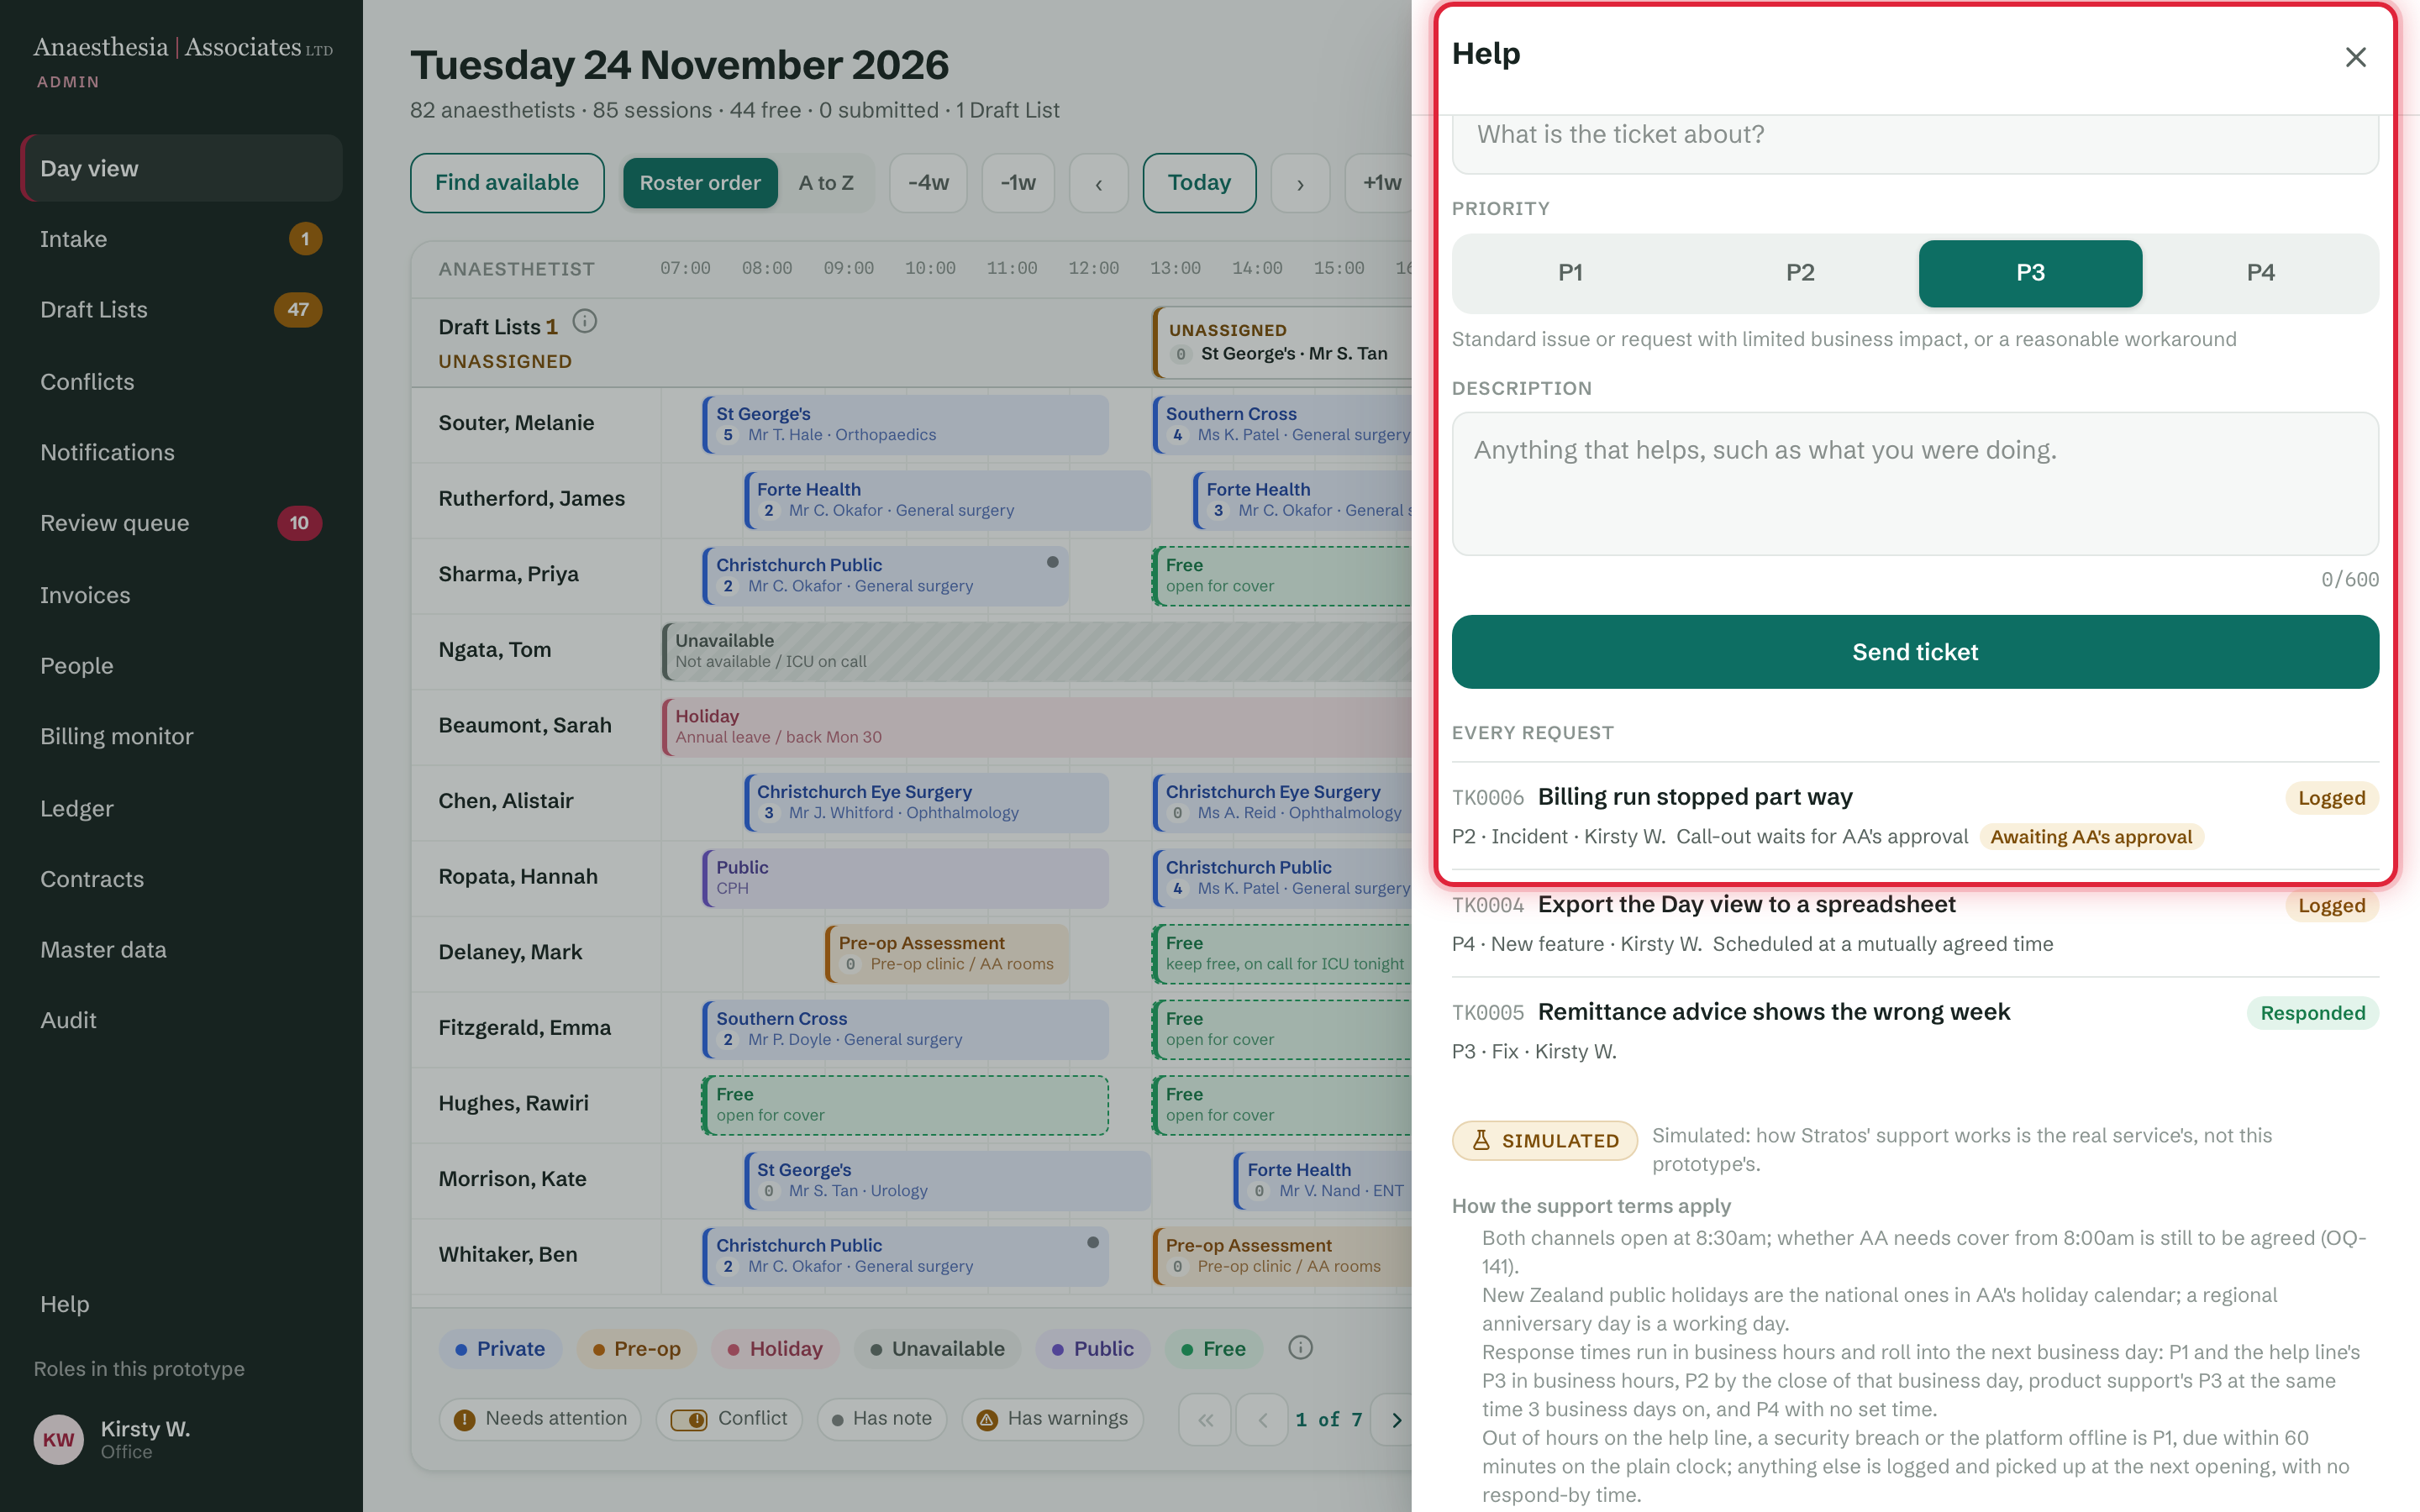 Anaesthesia | Associates LTD
ADMIN
Day view
Intake 1
Draft Lists 47
Conflicts
Notifications
Review queue 10
Invoices
People
Billing monitor
Ledger
Contracts
Master data
Audit
Help
Roles in this prototype
KW Kirsty W.
Office
Tuesday 24 November 2026
82 anaesthetists · 85 sessions · 44 free · 0 submitted · 1 Draft List
Find available Roster order A to Z -4w -1w ‹ Today › +1w
ANAESTHETIST 07:00 08:00 09:00 10:00 11:00 12:00 13:00 14:00 15:00
Draft Lists 1
UNASSIGNED
UNASSIGNED
0 St George's · Mr S. Tan
Souter, Melanie
St George's
5 Mr T. Hale · Orthopaedics
Southern Cross
4 Ms K. Patel · General surgery
Rutherford, James
Forte Health
2 Mr C. Okafor · General surgery
Forte Health
3 Mr C. Okafor · General s
Sharma, Priya
Christchurch Public
2 Mr C. Okafor · General surgery
Free
open for cover
Ngata, Tom
Unavailable
Not available / ICU on call
Beaumont, Sarah
Holiday
Annual leave / back Mon 30
Chen, Alistair
Christchurch Eye Surgery
3 Mr J. Whitford · Ophthalmology
Christchurch Eye Surgery
0 Ms A. Reid · Ophthalmology
Ropata, Hannah
Public
CPH
Christchurch Public
4 Ms K. Patel · General surgery
Delaney, Mark
Pre-op Assessment
0 Pre-op clinic / AA rooms
Free
keep free, on call for ICU tonight
Fitzgerald, Emma
Southern Cross
2 Mr P. Doyle · General surgery
Free
open for cover
Hughes, Rawiri
Free
open for cover
Free
open for cover
Morrison, Kate
St George's
0 Mr S. Tan · Urology
Forte Health
0 Mr V. Nand · ENT
Whitaker, Ben
Christchurch Public
2 Mr C. Okafor · General surgery
Pre-op Assessment
0 Pre-op clinic / AA rooms
Private Pre-op Holiday Unavailable Public Free
Needs attention Conflict Has note Has warnings « ‹ 1 of 7 ›
Help
What is the ticket about?
PRIORITY
P1 P2 P3 P4
Standard issue or request with limited business impact, or a reasonable workaround
DESCRIPTION
Anything that helps, such as what you were doing.
0/600
Send ticket
EVERY REQUEST
TK0006 Billing run stopped part way Logged
P2 · Incident · Kirsty W. Call-out waits for AA's approval Awaiting AA's approval
TK0004 Export the Day view to a spreadsheet Logged
P4 · New feature · Kirsty W. Scheduled at a mutually agreed time
TK0005 Remittance advice shows the wrong week Responded
P3 · Fix · Kirsty W.
SIMULATED Simulated: how Stratos' support works is the real service's, not this
prototype's.
How the support terms apply
Both channels open at 8:30am; whether AA needs cover from 8:00am is still to be agreed (OQ-
141).
New Zealand public holidays are the national ones in AA's holiday calendar; a regional
anniversary day is a working day.
Response times run in business hours and roll into the next business day: P1 and the help line's
P3 in business hours, P2 by the close of that business day, product support's P3 at the same
time 3 business days on, and P4 with no set time.
Out of hours on the help line, a security breach or the platform offline is P1, due within 60
minutes on the plain clock; anything else is logged and picked up at the next opening, with no
respond-by time.